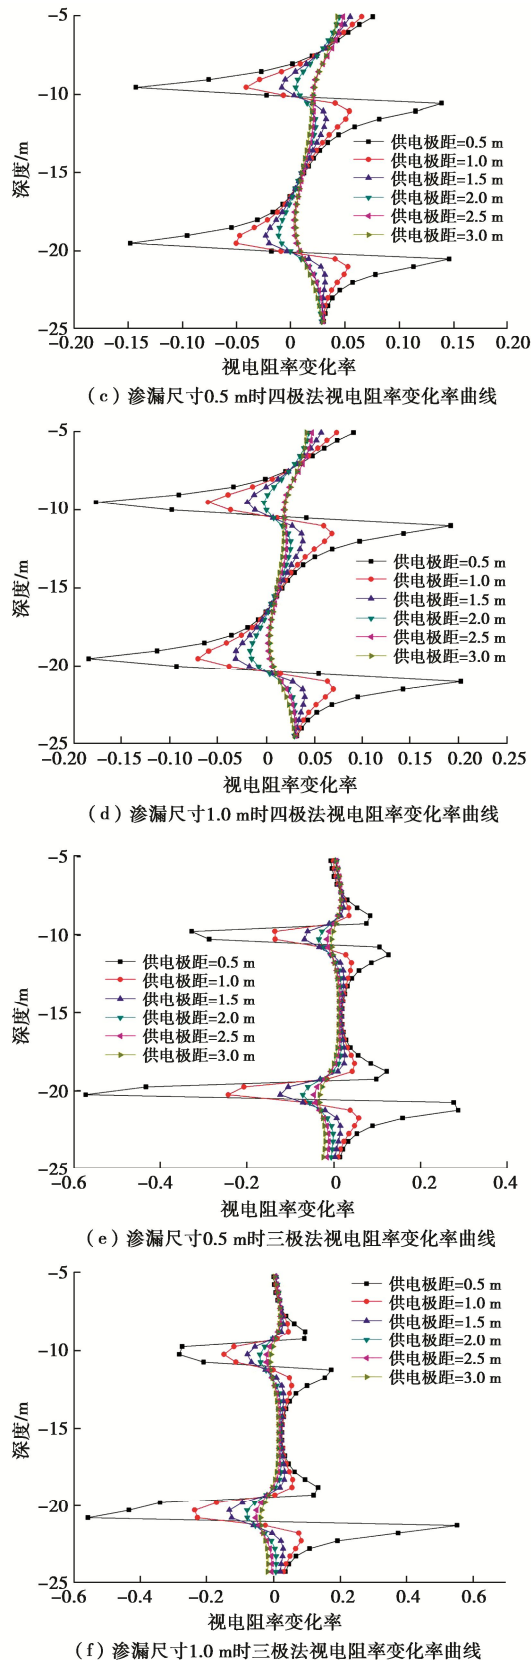 -5
-10
-15
-20
-25
深度/m
供电极距=0.5 m
供电极距=1.0 m
供电极距=1.5 m
供电极距=2.0 m
供电极距=2.5 m
供电极距=3.0 m
-0.20 -0.15 -0.10 -0.05 0 0.05 0.10 0.15 0.20
视电阻率变化率
（c）渗漏尺寸0.5 m时四极法视电阻率变化率曲线
-5
-10
-15
-20
-25
深度/m
供电极距=0.5 m
供电极距=1.0 m
供电极距=1.5 m
供电极距=2.0 m
供电极距=2.5 m
供电极距=3.0 m
-0.20 -0.15 -0.10 -0.05 0 0.05 0.10 0.15 0.20 0.25
视电阻率变化率
（d）渗漏尺寸1.0 m时四极法视电阻率变化率曲线
-5
-10
-15
-20
-25
深度/m
供电极距=0.5 m
供电极距=1.0 m
供电极距=1.5 m
供电极距=2.0 m
供电极距=2.5 m
供电极距=3.0 m
-0.6 -0.4 -0.2 0 0.2 0.4
视电阻率变化率
（e）渗漏尺寸0.5 m时三极法视电阻率变化率曲线
-5
-10
-15
-20
-25
深度/m
供电极距=0.5 m
供电极距=1.0 m
供电极距=1.5 m
供电极距=2.0 m
供电极距=2.5 m
供电极距=3.0 m
-0.6 -0.4 -0.2 0 0.2 0.4 0.6
视电阻率变化率
（f）渗漏尺寸1.0 m时三极法视电阻率变化率曲线